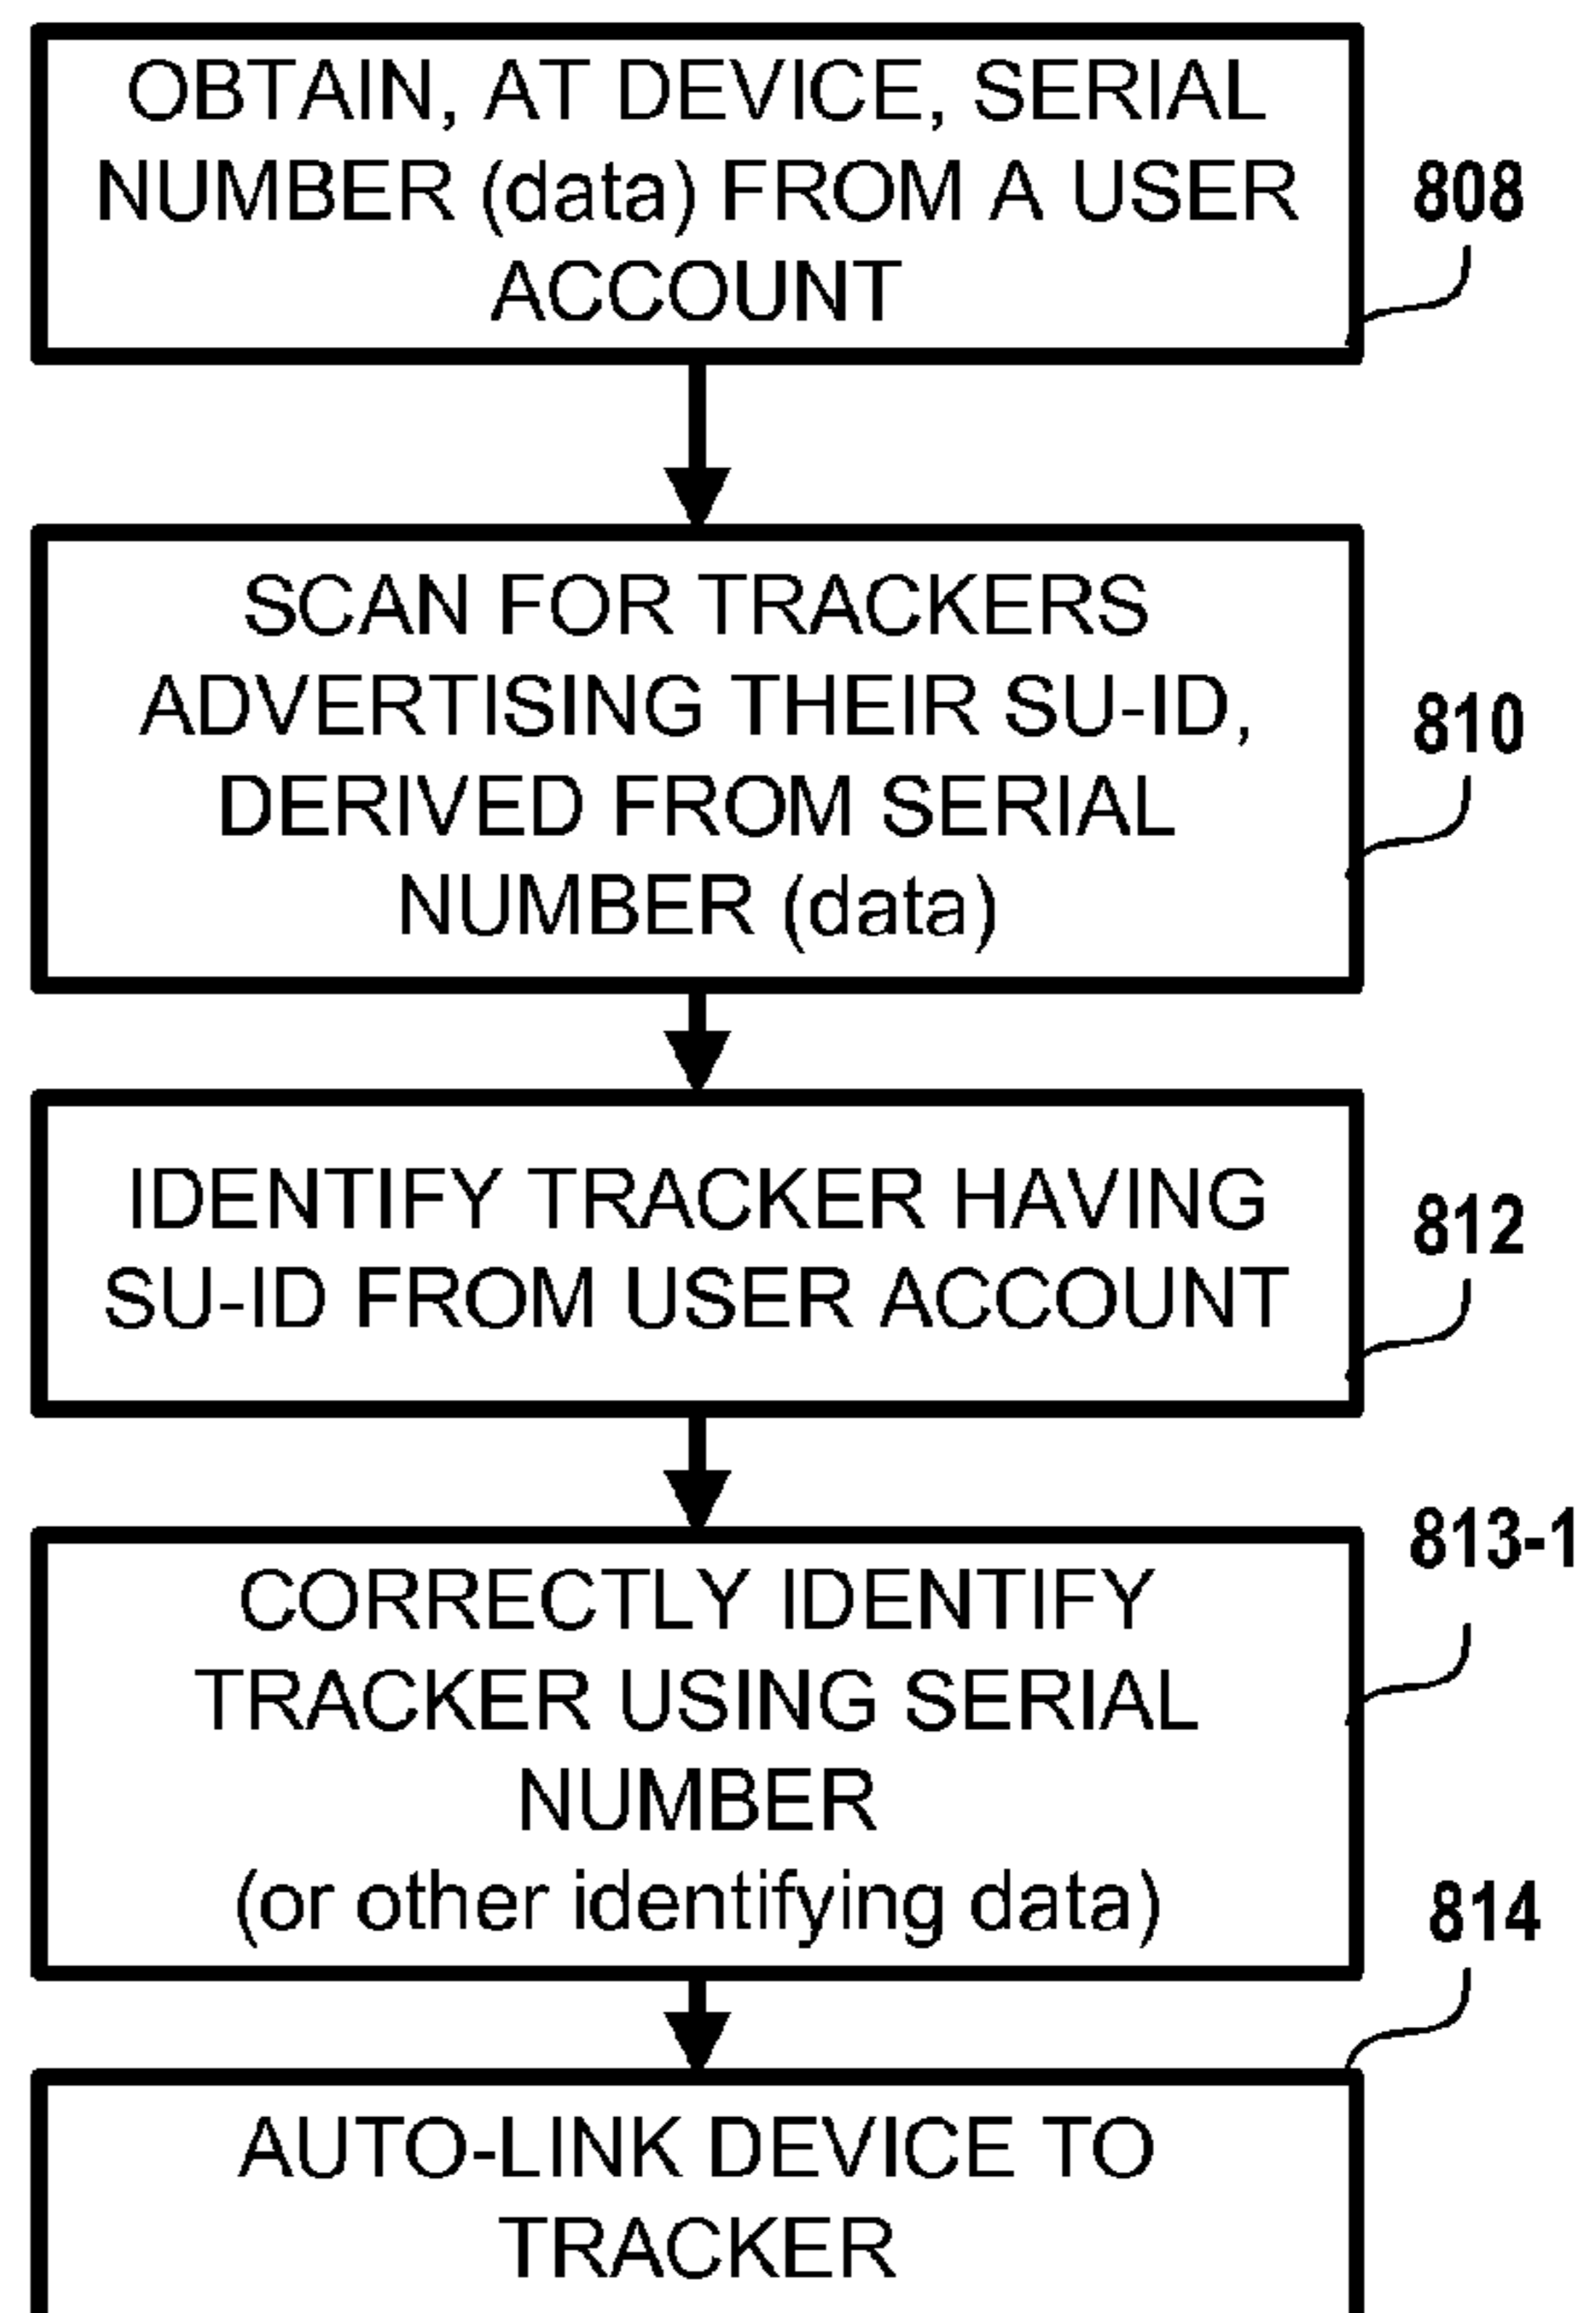 OBTAIN, AT DEVICE, SERIAL
NUMBER (data) FROM A USER
ACCOUNT
808
SCAN FOR TRACKERS
ADVERTISING THEIR SU-ID,
DERIVED FROM SERIAL
NUMBER (data)
810
IDENTIFY TRACKER HAVING
SU-ID FROM USER ACCOUNT
812
CORRECTLY IDENTIFY
TRACKER USING SERIAL
NUMBER
(or other identifying data)
813-1
AUTO-LINK DEVICE TO
TRACKER
814